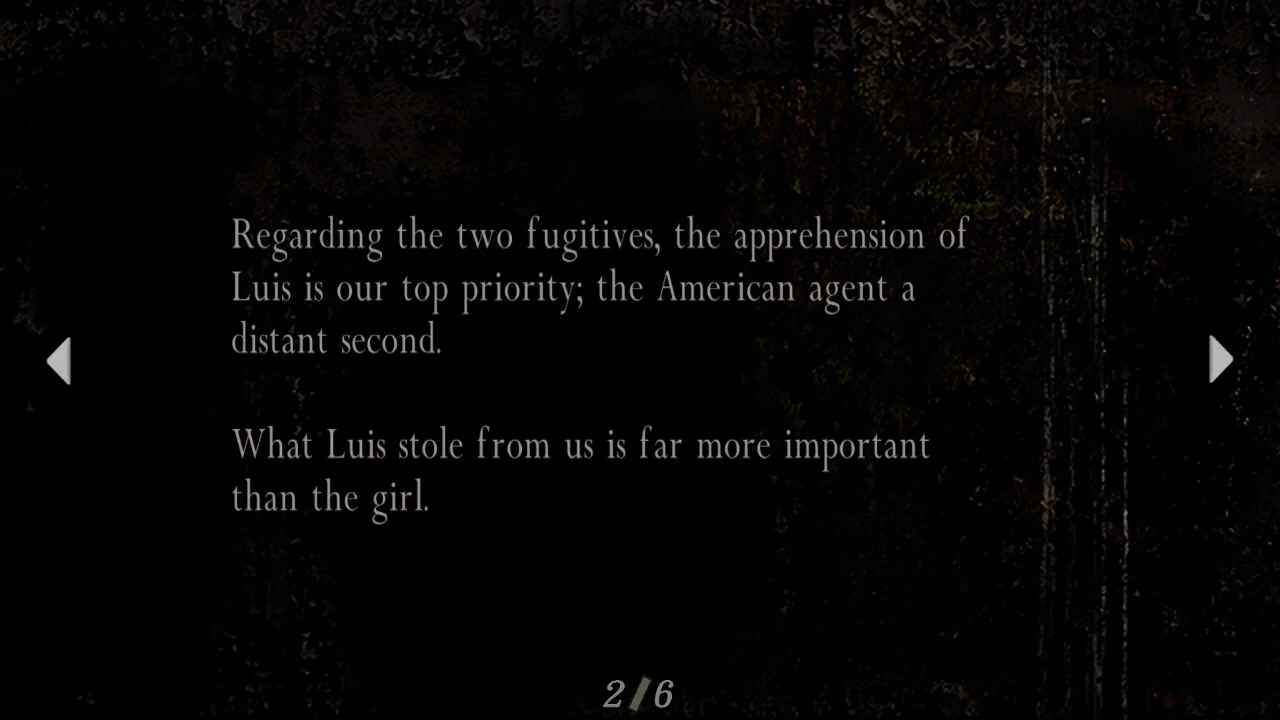 Regarding the two fugitives, the apprehension of
Luis is our top priority; the American agent a
distant second.
What Luis stole from us is far more important
than the girl.
2/6